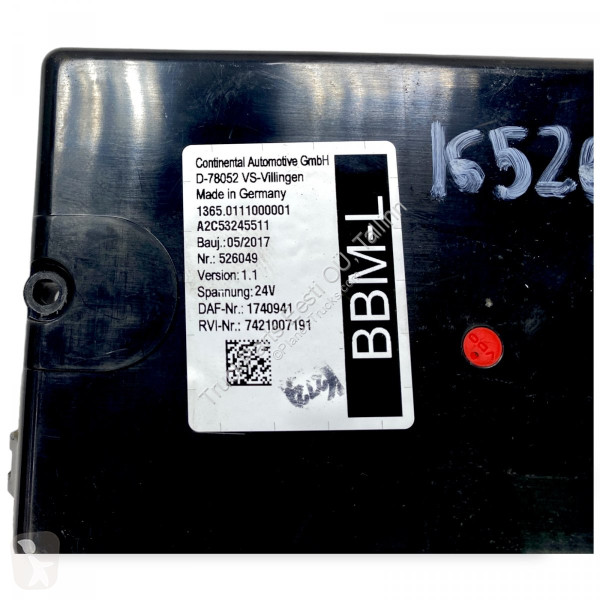 Continental Automotive GmbH
D-78052 VS-Villingen
Made in Germany
1365.0111000001
A2C53245511
Bauj.: 05/2017
Nr.: 526049
Version: 1.1
Spannung: 24V
DAF-Nr.: 1740941
RVI-Nr.: 7421007191
BBM-L